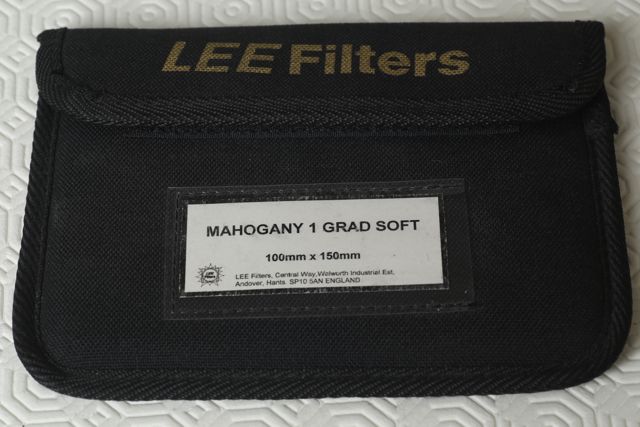 LEE Filters
MAHOGANY 1 GRAD SOFT
100mm x 150mm
LEE Filters, Central Way, Walworth Industrial Est,
Andover, Hants. SP10 5AN ENGLAND